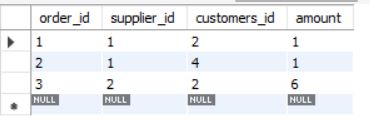 order_id supplier_id customers_id amount
1 1 2 1
2 1 4 1
3 2 2 6
NULL NULL NULL NULL